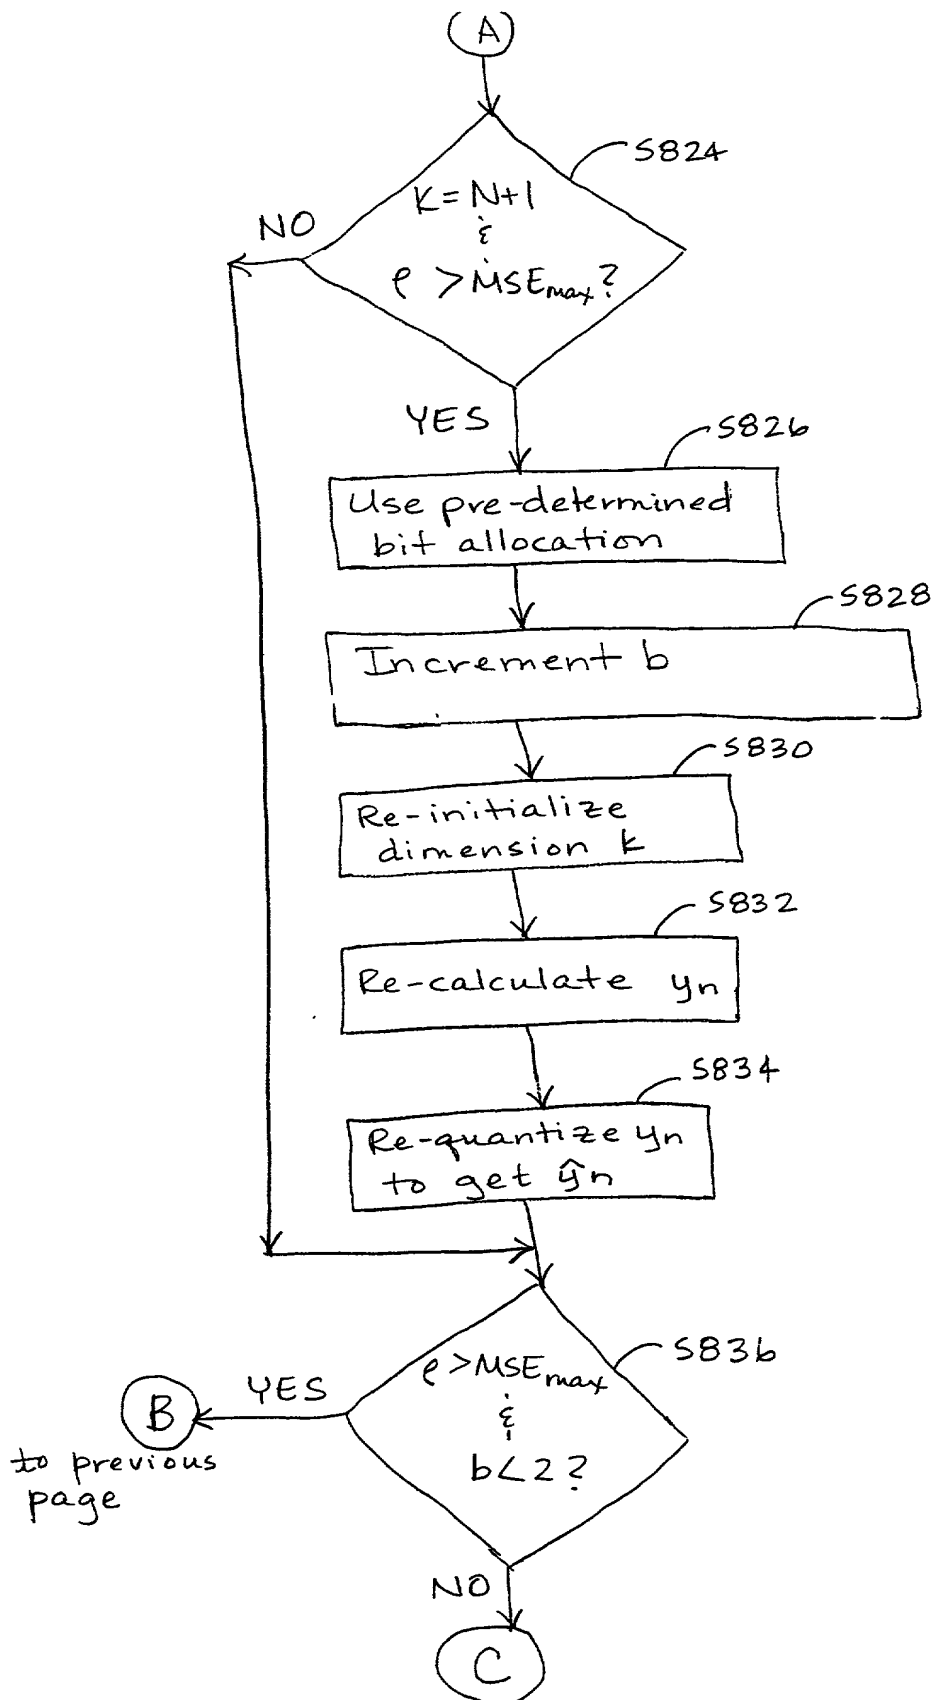 A
S824
K=N+1
&
ρ >MSEmax?
NO
YES
S826
Use pre-determined
bit allocation
S828
Increment b
S830
Re-initialize
dimension k
S832
Re-calculate yn
S834
Re-quantize yn
to get ŷn
S836
ρ>MSEmax
&
b<2?
YES
B
to previous
page
NO
C